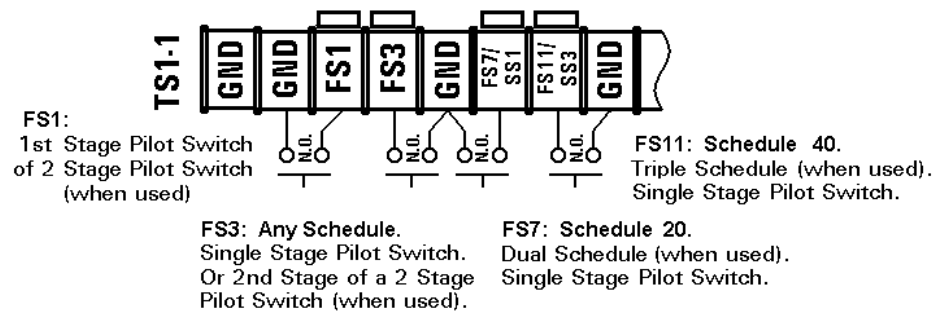 TS1-1
GND
GND
FS1
FS3
GND
FS7/
SS1
FS11/
SS3
GND
N.O.
N.O.
N.O.
N.O.
FS1:
1st Stage Pilot Switch
of 2 Stage Pilot Switch
(when used)
FS11: Schedule 40.
Triple Schedule (when used).
Single Stage Pilot Switch.
FS3: Any Schedule.
Single Stage Pilot Switch.
Or 2nd Stage of a 2 Stage
Pilot Switch (when used).
FS7: Schedule 20.
Dual Schedule (when used).
Single Stage Pilot Switch.